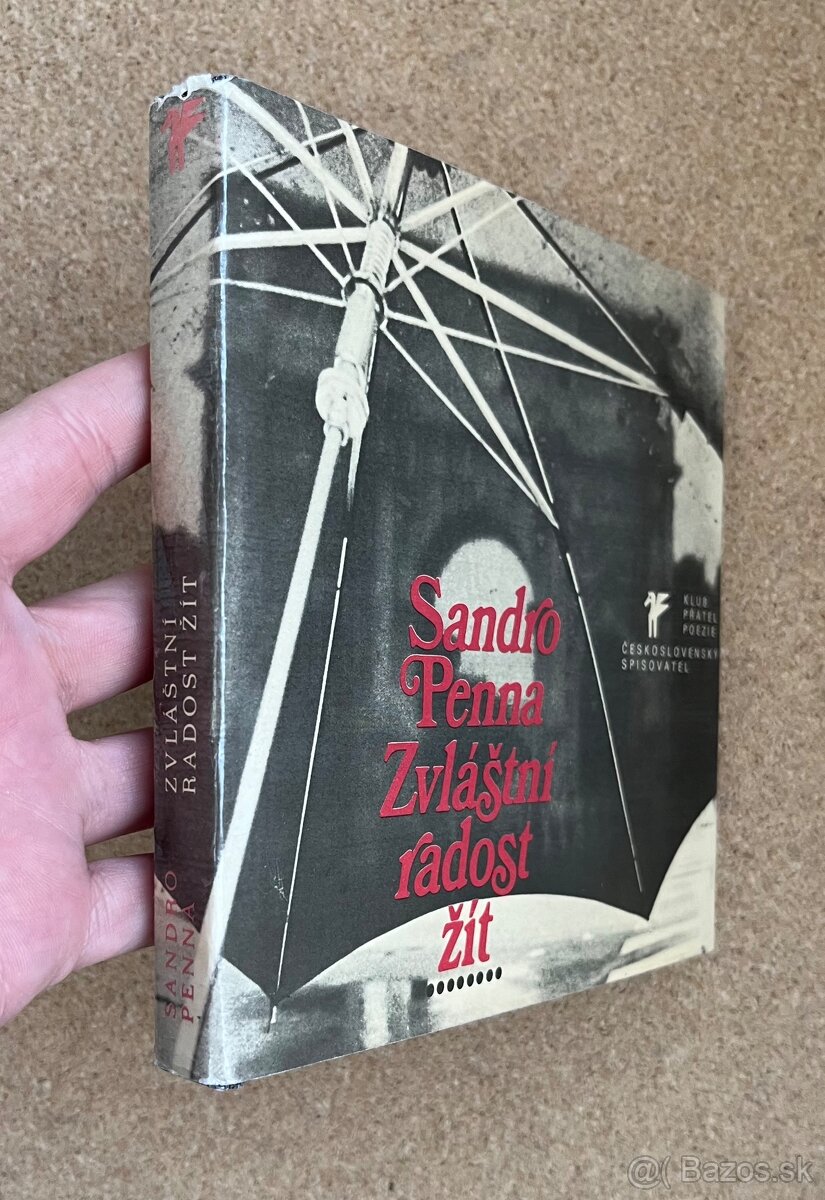 ZVLÁŠTNÍ
RADOST ŽÍT
SANDRO
PENNA
Sandro
Penna
Zvláštní
radost
žít
........
KLUB
PŘÁTEL
POEZIE
ČESKOSLOVENSKÝ
SPISOVATEL
@( Bazos.sk